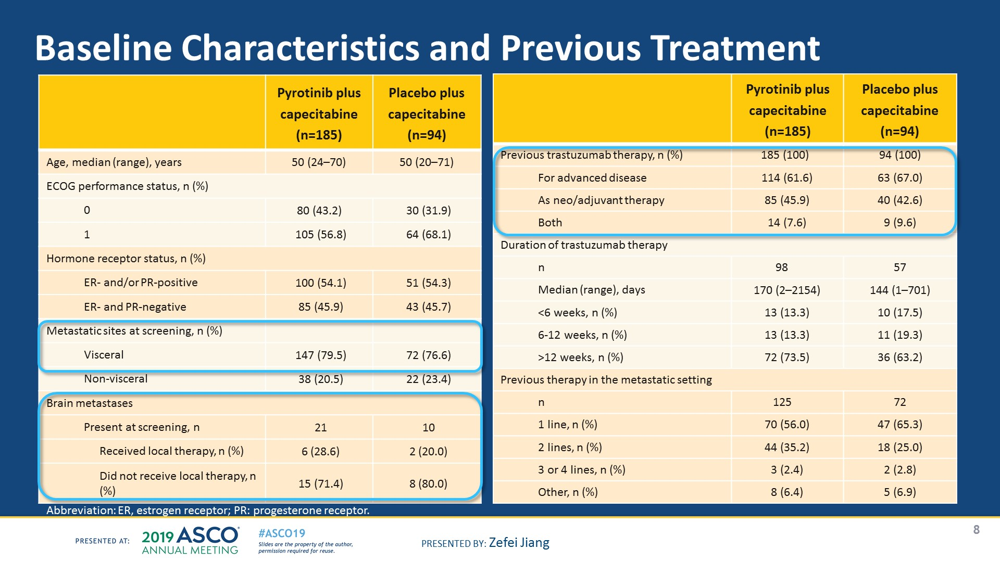 Baseline Characteristics and Previous Treatment
Pyrotinib plus capecitabine (n=185) Placebo plus capecitabine (n=94)
Age, median (range), years 50 (24–70) 50 (20–71)
ECOG performance status, n (%)
0 80 (43.2) 30 (31.9)
1 105 (56.8) 64 (68.1)
Hormone receptor status, n (%)
ER- and/or PR-positive 100 (54.1) 51 (54.3)
ER- and PR-negative 85 (45.9) 43 (45.7)
Metastatic sites at screening, n (%)
Visceral 147 (79.5) 72 (76.6)
Non-visceral 38 (20.5) 22 (23.4)
Brain metastases
Present at screening, n 21 10
Received local therapy, n (%) 6 (28.6) 2 (20.0)
Did not receive local therapy, n (%) 15 (71.4) 8 (80.0)
Abbreviation: ER, estrogen receptor; PR: progesterone receptor.
Pyrotinib plus capecitabine (n=185) Placebo plus capecitabine (n=94)
Previous trastuzumab therapy, n (%) 185 (100) 94 (100)
For advanced disease 114 (61.6) 63 (67.0)
As neo/adjuvant therapy 85 (45.9) 40 (42.6)
Both 14 (7.6) 9 (9.6)
Duration of trastuzumab therapy
n 98 57
Median (range), days 170 (2–2154) 144 (1–701)
<6 weeks, n (%) 13 (13.3) 10 (17.5)
6-12 weeks, n (%) 13 (13.3) 11 (19.3)
>12 weeks, n (%) 72 (73.5) 36 (63.2)
Previous therapy in the metastatic setting
n 125 72
1 line, n (%) 70 (56.0) 47 (65.3)
2 lines, n (%) 44 (35.2) 18 (25.0)
3 or 4 lines, n (%) 3 (2.4) 2 (2.8)
Other, n (%) 8 (6.4) 5 (6.9)
PRESENTED AT: 2019 ASCO ANNUAL MEETING
#ASCO19
Slides are the property of the author,
permission required for reuse.
PRESENTED BY: Zefei Jiang
8